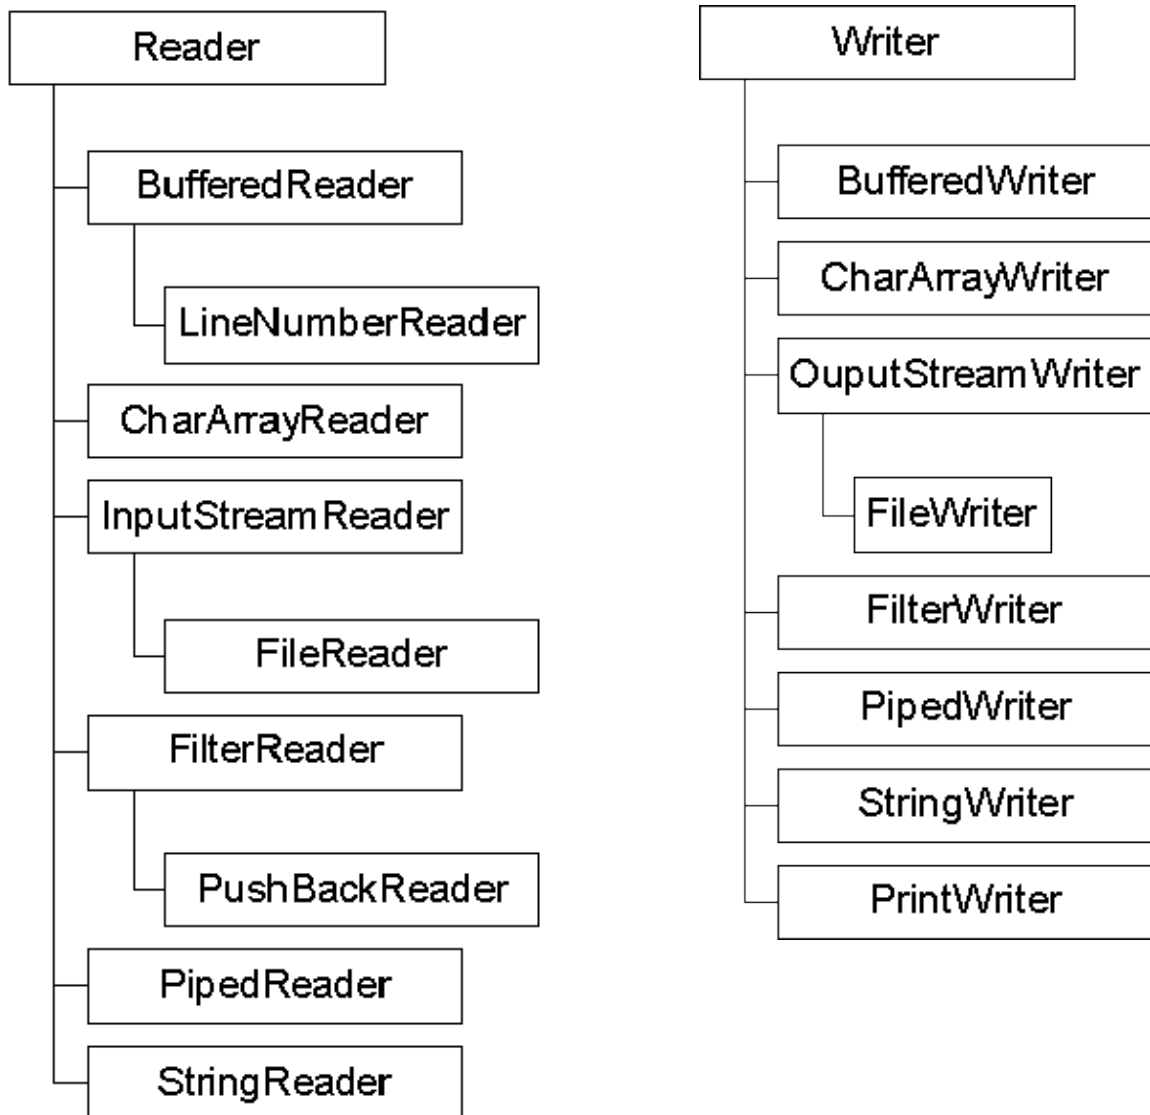 Reader
BufferedReader
LineNumberReader
CharArrayReader
InputStreamReader
FileReader
FilterReader
PushBackReader
PipedReader
StringReader
Writer
BufferedWriter
CharArrayWriter
OuputStreamWriter
FileWriter
FilterWriter
PipedWriter
StringWriter
PrintWriter